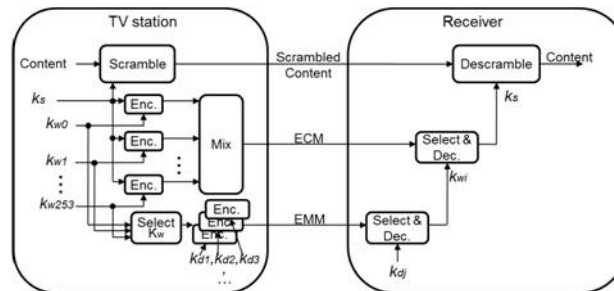 TV station
Receiver
Content
Scramble
Scrambled
Content
Descramble
Content
ks
Enc.
ks
kw0
Enc.
Mix
ECM
Select &
Dec.
kw1
kwi
Enc.
kw253
Select
Kw
Enc.
Enc.
Enc.
EMM
Select &
Dec.
kd1,kd2,kd3
,...
kdj